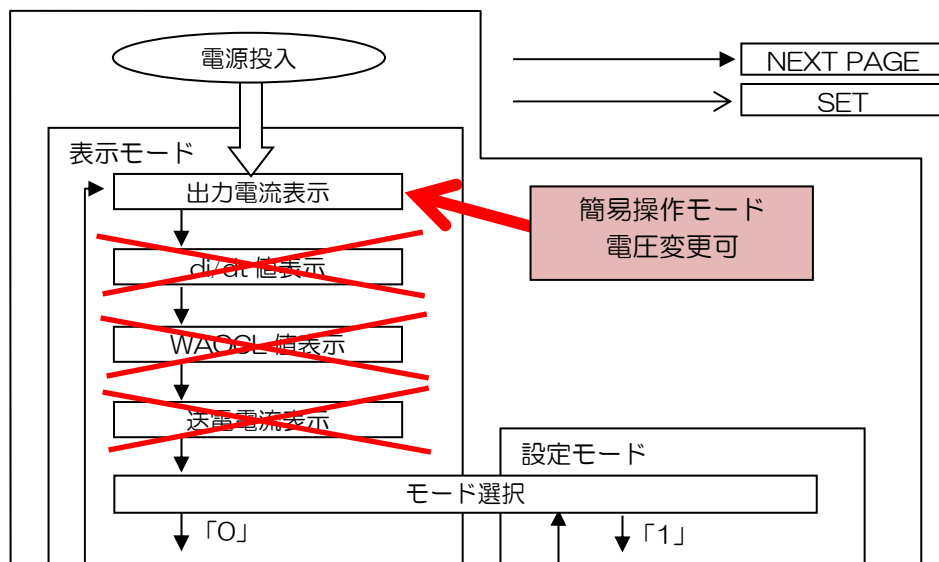 電源投入
NEXT PAGE
SET
表示モード
出力電流表示
簡易操作モード
電圧変更可
di/dt 値表示
WAOCL 値表示
送電電流表示
設定モード
モード選択
「0」
「1」